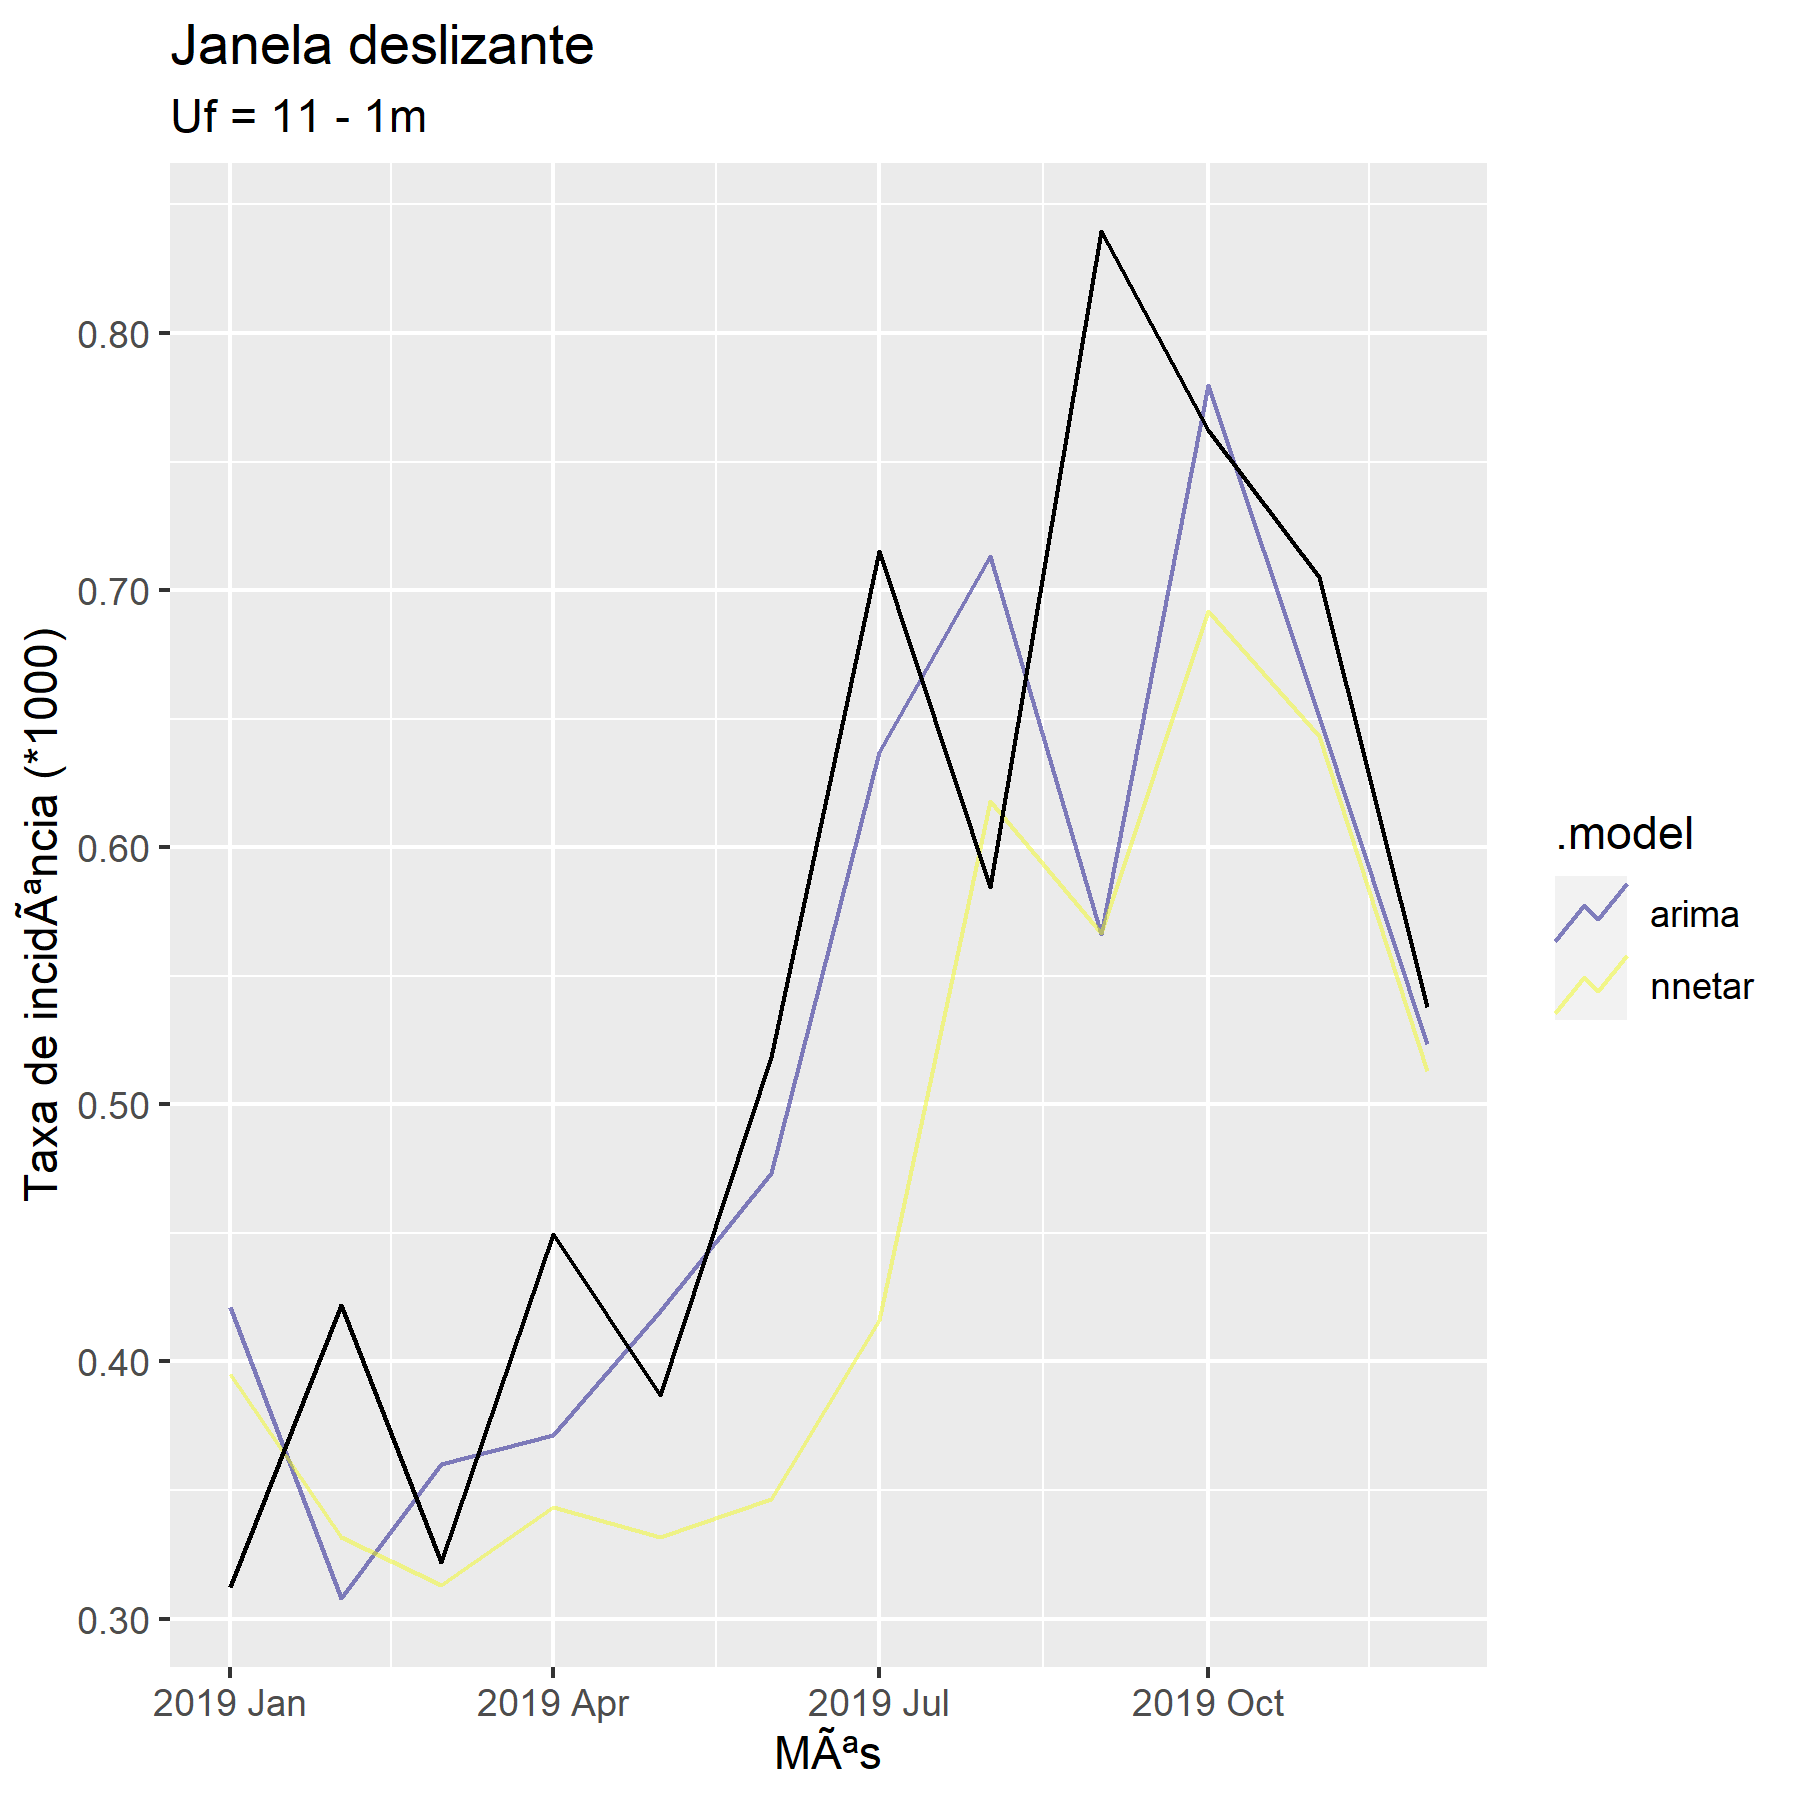 Janela deslizante
Uf = 11 - 1m
Taxa de incidÃªncia (*1000)
0.80
0.70
0.60
0.50
0.40
0.30
2019 Jan
2019 Apr
2019 Jul
2019 Oct
MÃªs
.model
arima
nnetar